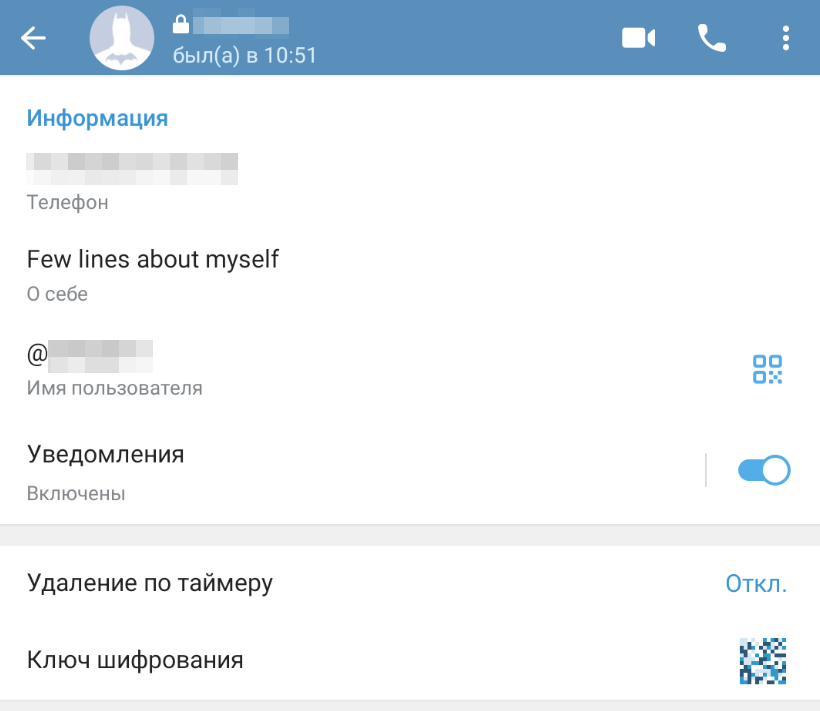 был(а) в 10:51
Информация
Телефон
Few lines about myself
О себе
@
Имя пользователя
Уведомления
Включены
Удаление по таймеру
Откл.
Ключ шифрования